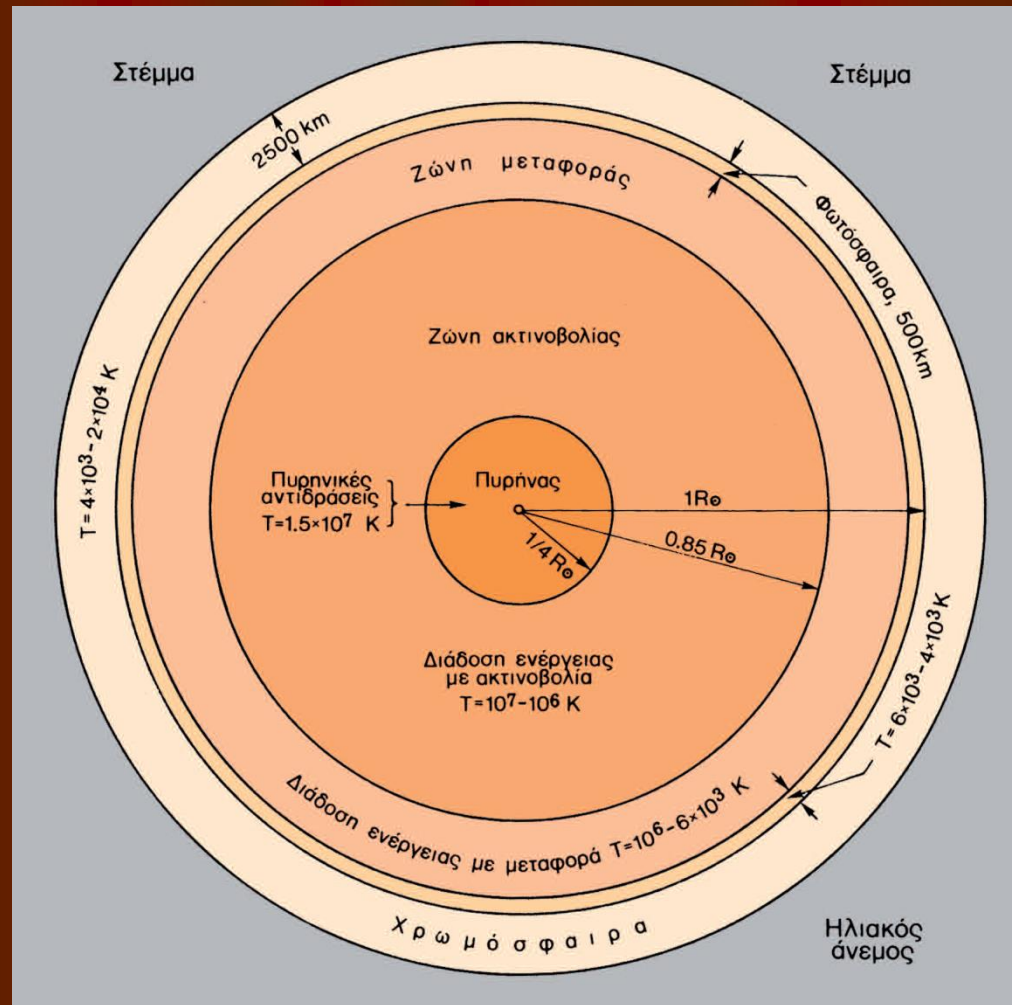 Στέμμα
Στέμμα
2500 km
Ζώνη μεταφοράς
Φωτόσφαιρα, 500km
Ζώνη ακτινοβολίας
T=4×10³-2×10⁴ K
Πυρηνικές
αντιδράσεις
T=1.5×10⁷ K
Πυρήνας
1R☉
0.85 R☉
1/4 R☉
Διάδοση ενέργειας
με ακτινοβολία
T=10⁷-10⁶ K
T=6×10³-4×10³K
Διάδοση ενέργειας με μεταφορά T=10⁶-6×10³ K
Χρωμόσφαιρα
Ηλιακός
άνεμος